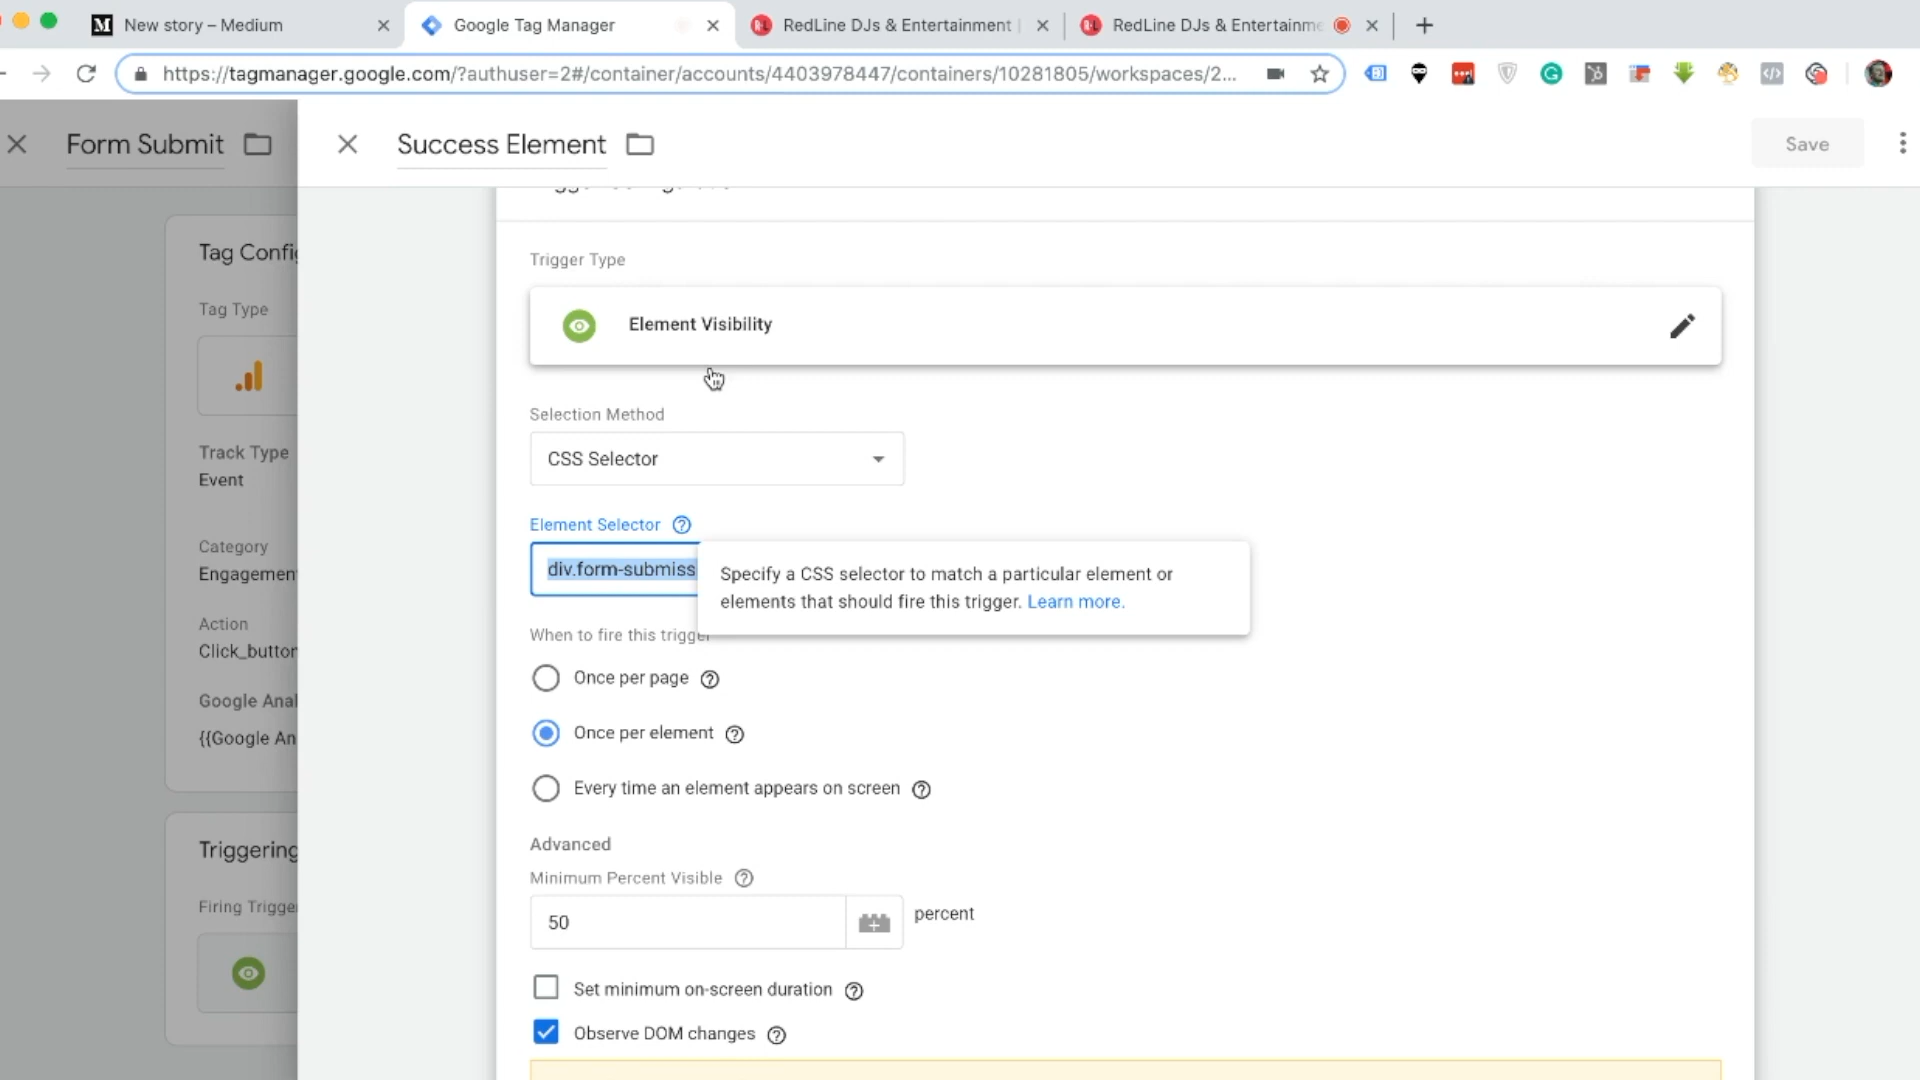 New story – Medium
Google Tag Manager
RedLine DJs & Entertainment |
RedLine DJs & Entertainme
https://tagmanager.google.com/?authuser=2#/container/accounts/4403978447/containers/10281805/workspaces/2...
Form Submit
Success Element
Save
Tag Config
Tag Type
Track Type
Event
Category
Engagemen
Action
Click_button
Google Anal
{{Google An
Triggering
Firing Trigge
Trigger Type
Element Visibility
Selection Method
CSS Selector
Element Selector
div.form-submiss
Specify a CSS selector to match a particular element or
elements that should fire this trigger. Learn more.
When to fire this trigger
Once per page
Once per element
Every time an element appears on screen
Advanced
Minimum Percent Visible
50
percent
Set minimum on-screen duration
Observe DOM changes